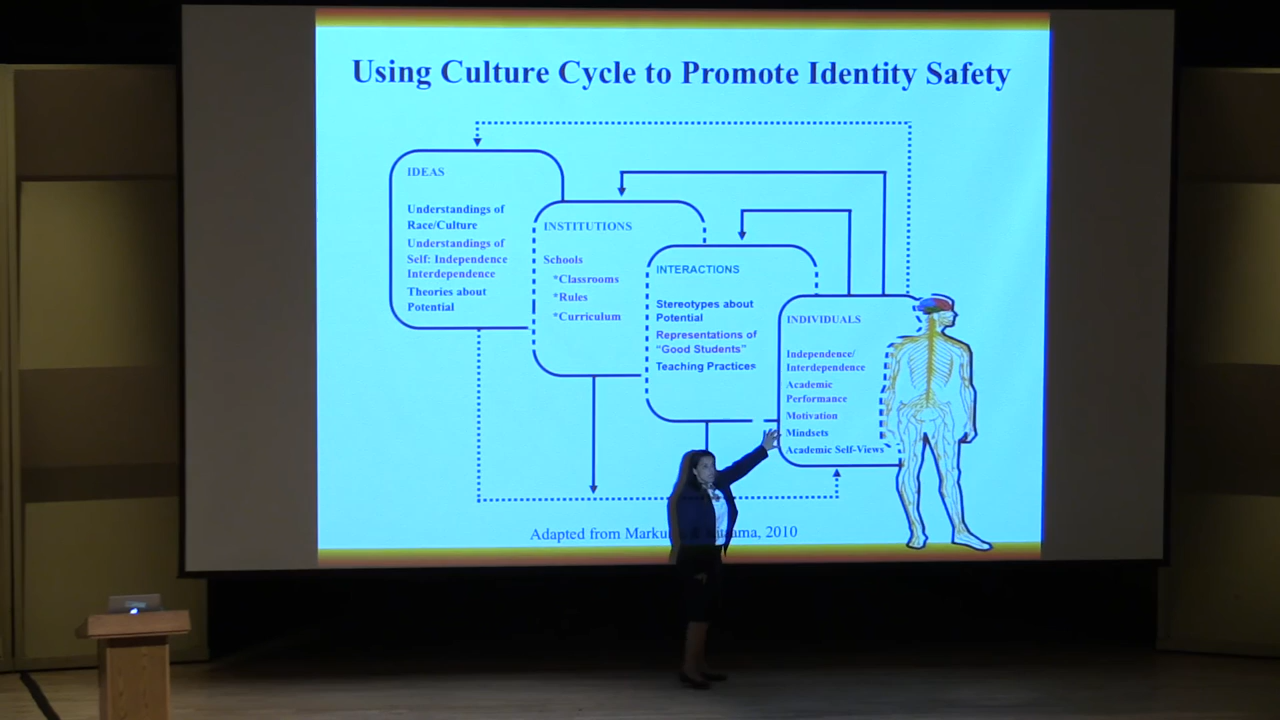 Using Culture Cycle to Promote Identity Safety
IDEAS
Understandings of
Race/Culture
Understandings of
Self: Independence
Interdependence
Theories about
Potential
INSTITUTIONS
Schools
*Classrooms
*Rules
*Curriculum
INTERACTIONS
Stereotypes about
Potential
Representations of
“Good Students”
Teaching Practices
INDIVIDUALS
Independence/
Interdependence
Academic
Performance
Motivation
Mindsets
Academic Self-Views
Adapted from 2010